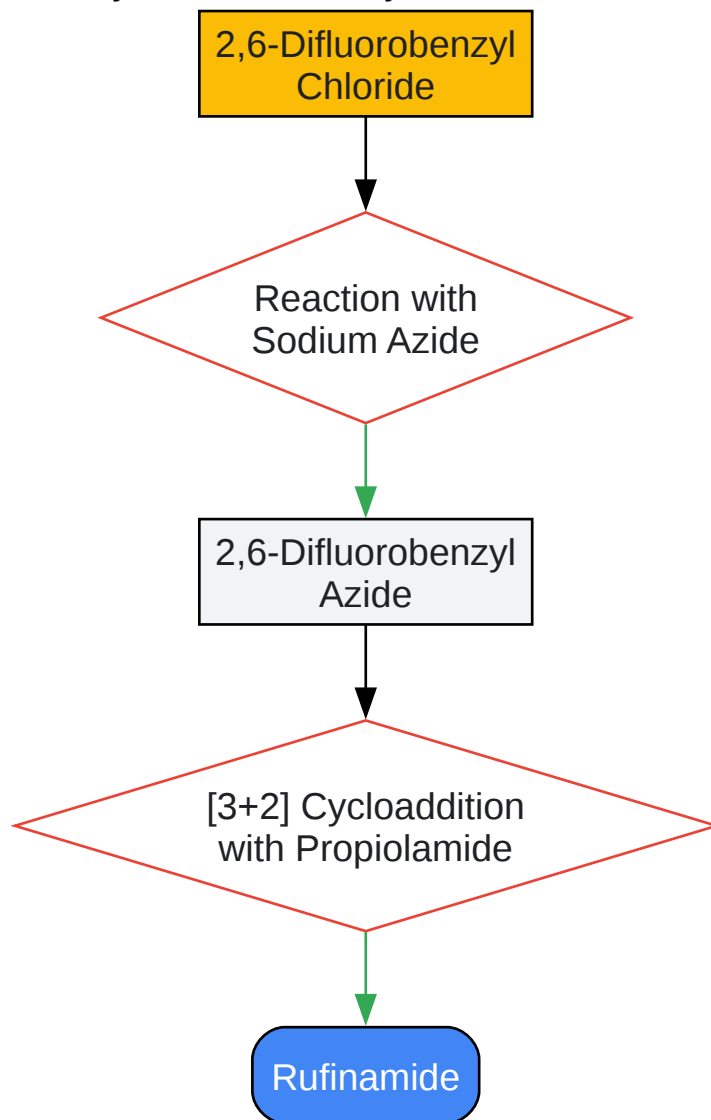 2,6-Difluorobenzyl
Chloride
Reaction with
Sodium Azide
2,6-Difluorobenzyl
Azide
[3+2] Cycloaddition
with Propiolamide
Rufinamide